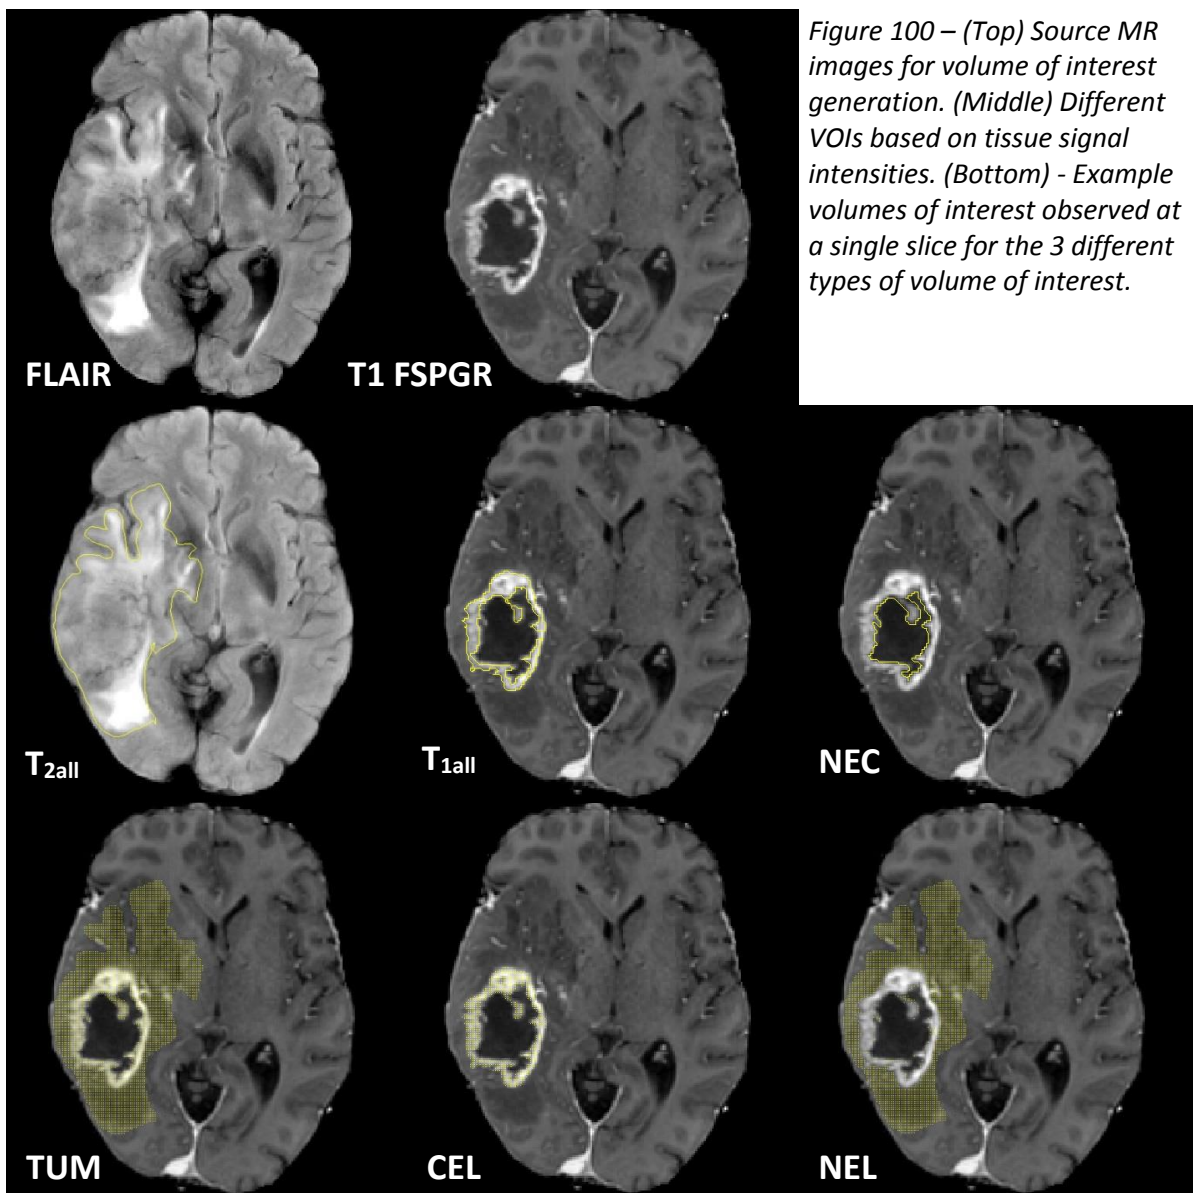 Figure 100 – (Top) Source MR
images for volume of interest
generation. (Middle) Different
VOIs based on tissue signal
intensities. (Bottom) - Example
volumes of interest observed at
a single slice for the 3 different
types of volume of interest.
FLAIR
T1 FSPGR
T2all
T1all
NEC
TUM
CEL
NEL